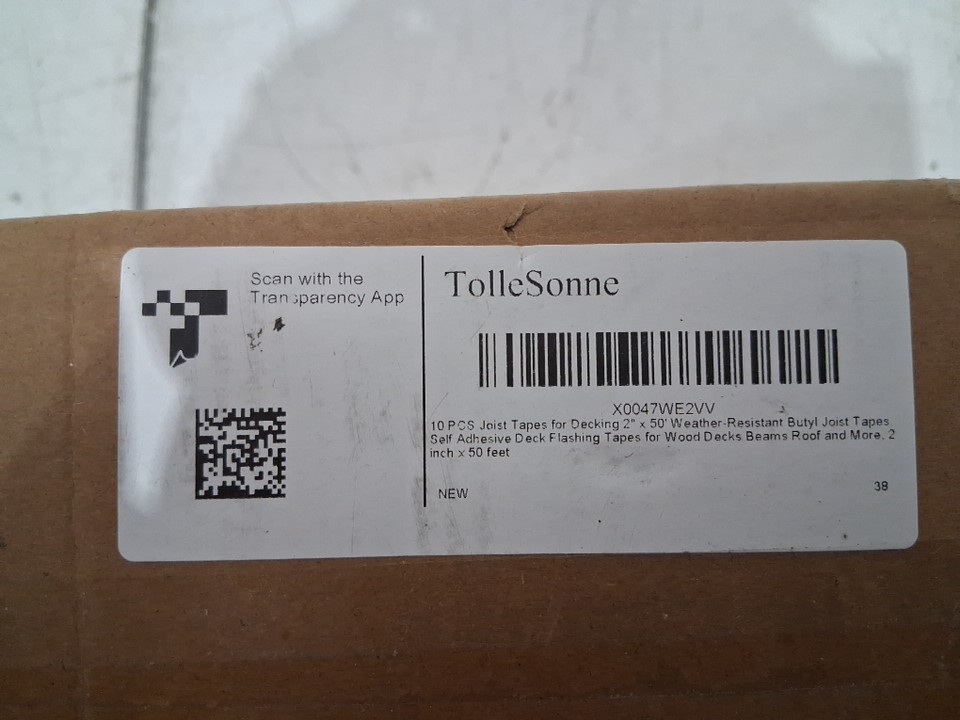 Scan with the
Transparency App
TolleSonne
X0047WE2VV
10 PCS Joist Tapes for Decking 2" x 50' Weather-Resistant Butyl Joist Tapes
Self Adhesive Deck Flashing Tapes for Wood Decks Beams Roof and More, 2
inch x 50 feet
NEW
38